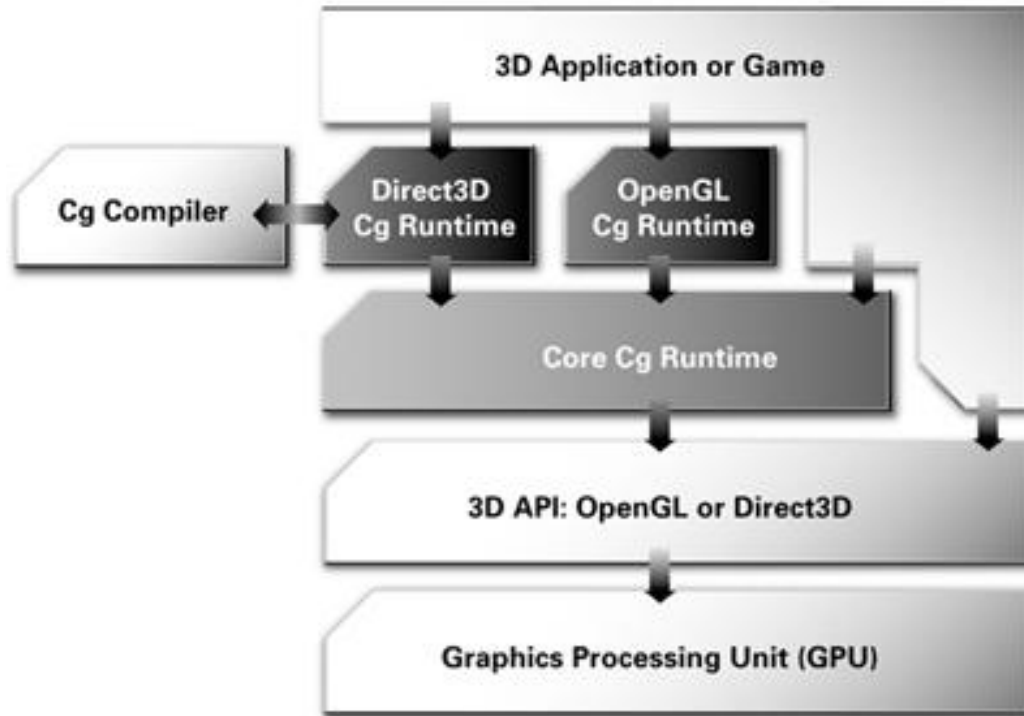 3D Application or Game
Cg Compiler
Direct3D
Cg Runtime
OpenGL
Cg Runtime
Core Cg Runtime
3D API: OpenGL or Direct3D
Graphics Processing Unit (GPU)